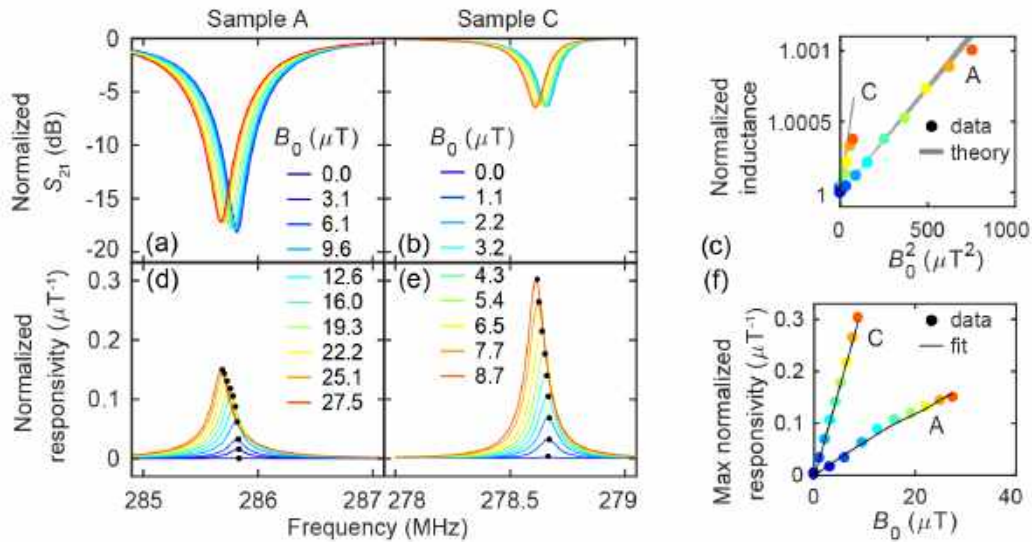 Sample A
Sample C
Normalized
S21 (dB)
0
-5
-10
-15
-20
(a)
B0 (μT)
0.0
3.1
6.1
9.6
12.6
16.0
19.3
22.2
25.1
27.5
(b)
B0 (μT)
0.0
1.1
2.2
3.2
4.3
5.4
6.5
7.7
8.7
Normalized
responsivity (μT⁻¹)
0.3
0.2
0.1
0
(d)
(e)
285
286
287
278
278.5
279
Frequency (MHz)
Normalized
inductance
1.001
1.0005
1
C
A
data
theory
0
500
1000
(c)
B0² (μT²)
(f)
Max normalized
responsivity (μT⁻¹)
0.3
0.2
0.1
0
data
fit
C
A
0
20
40
B0 (μT)